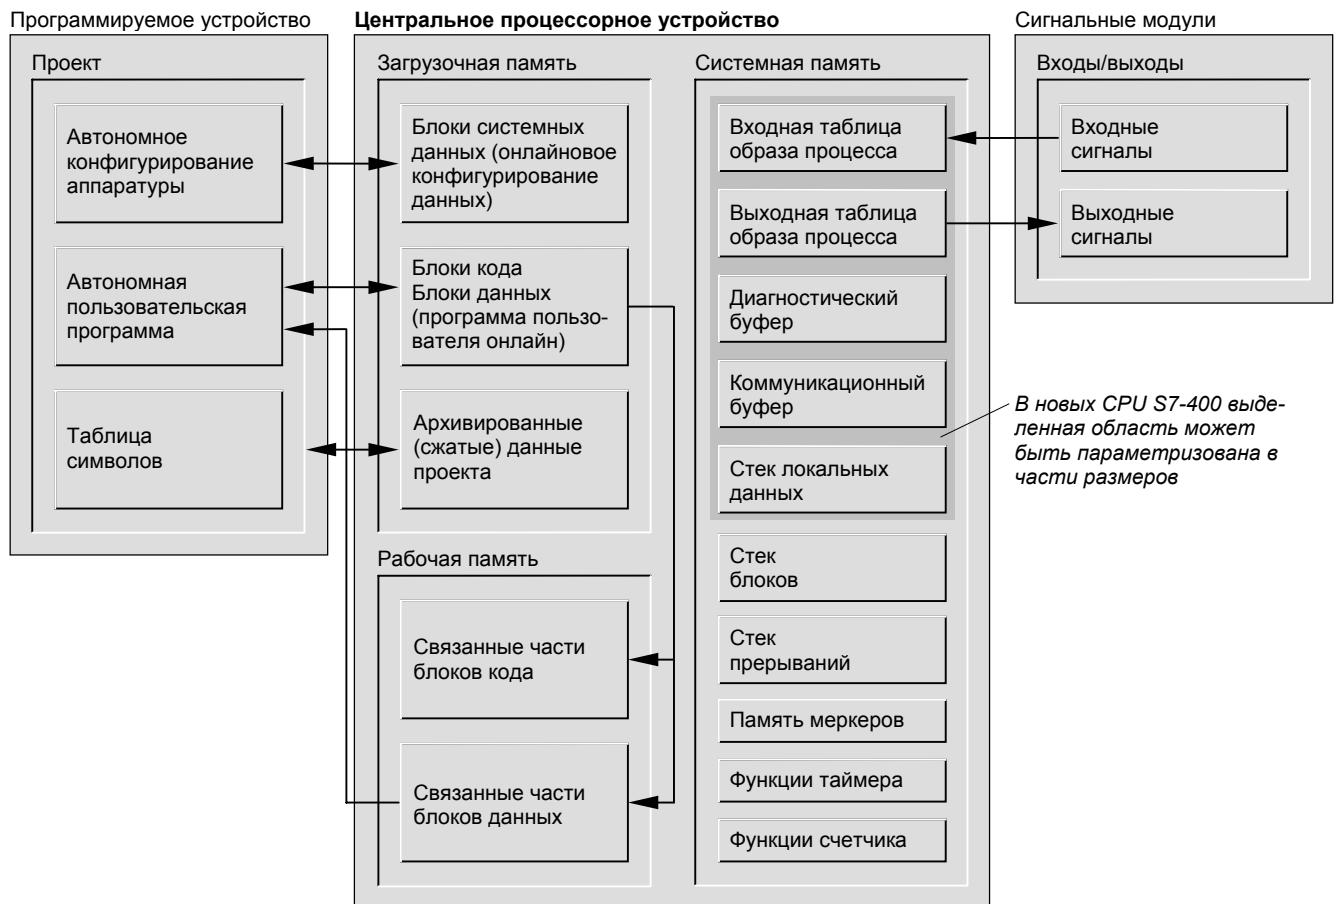 Программируемое устройство
Проект
Автономное
конфигурирование
аппаратуры
Автономная
пользовательская
программа
Таблица
символов
Центральное процессорное устройство
Загрузочная память
Блоки системных
данных (онлайновое
конфигурирование
данных)
Блоки кода
Блоки данных
(программа пользо-
вателя онлайн)
Архивированные
(сжатые) данные
проекта
Рабочая память
Связанные части
блоков кода
Связанные части
блоков данных
Системная память
Входная таблица
образа процесса
Выходная таблица
образа процесса
Диагностический
буфер
Коммуникационный
буфер
Стек локальных
данных
Стек
блоков
Стек
прерываний
Память меркеров
Функции таймера
Функции счетчика
Сигнальные модули
Входы/выходы
Входные
сигналы
Выходные
сигналы
В новых CPU S7-400 выде-
ленная область может
быть параметризована в
части размеров